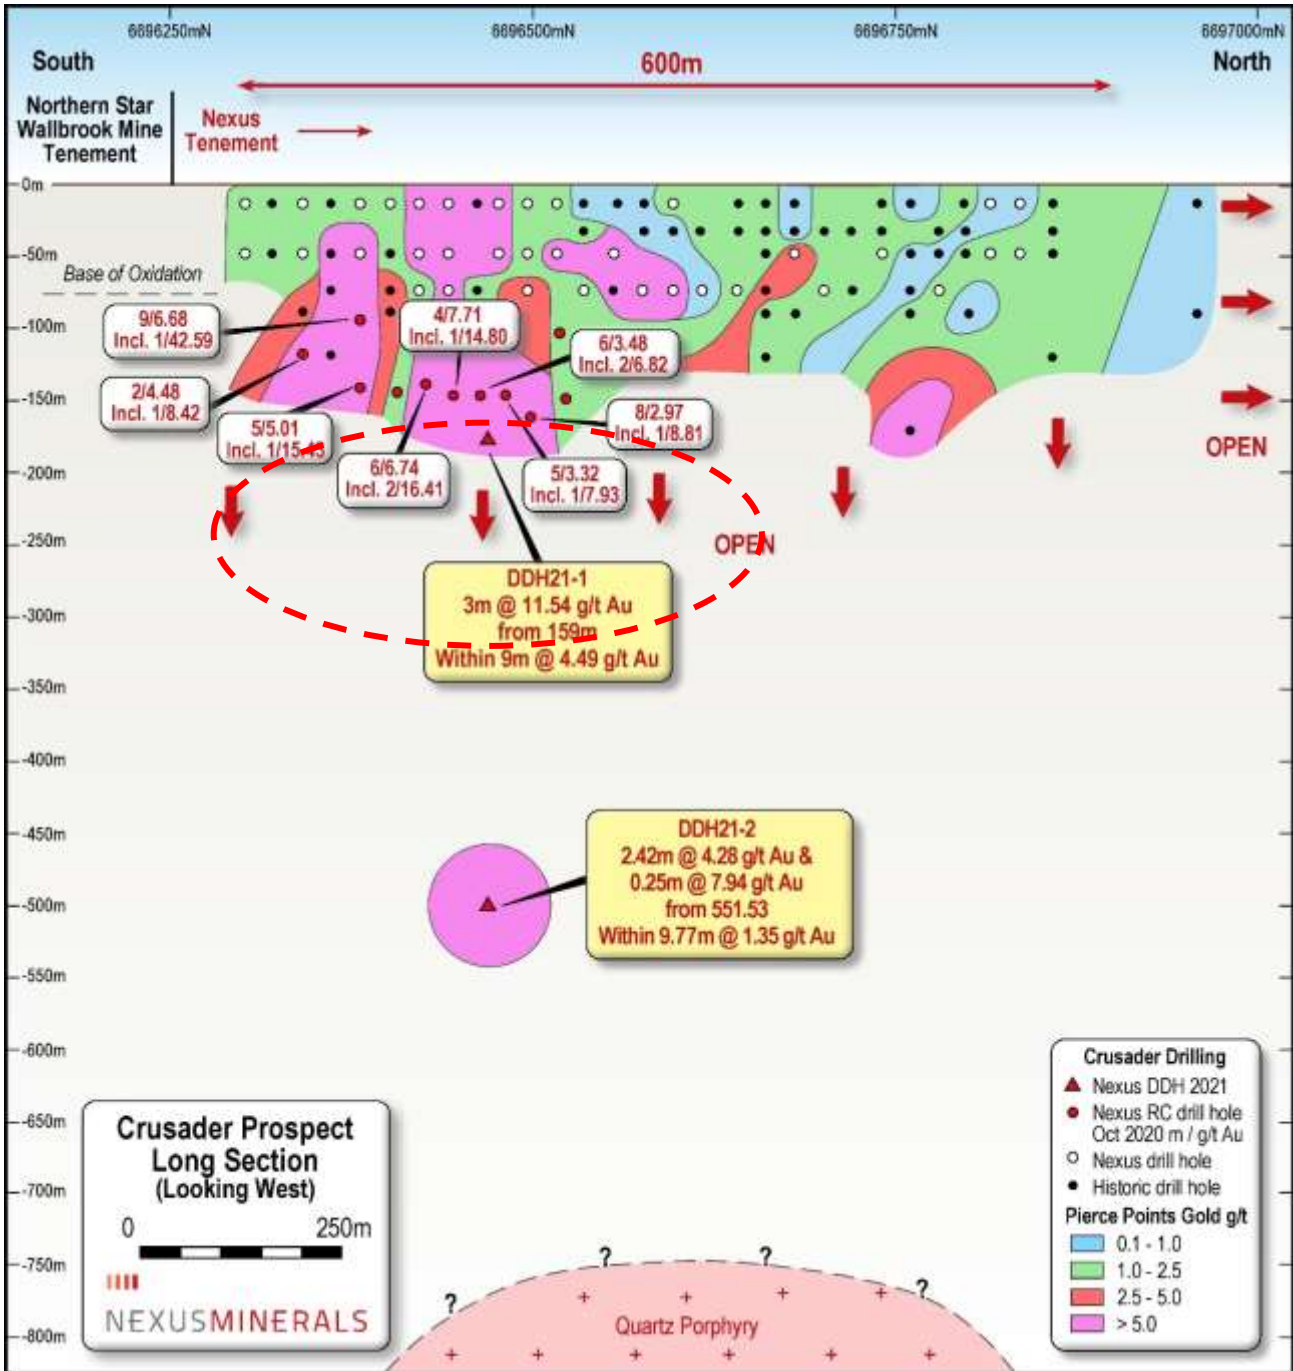 6896250mN
6896500mN
6896750mN
6897000mN
South
600m
North
Northern Star
Wallbrook Mine
Tenement
Nexus
Tenement
0m
-50m
Base of Oxidation
-100m
-150m
-200m
-250m
-300m
-350m
-400m
-450m
-500m
-550m
-600m
-650m
-700m
-750m
-800m
9/6.68
Incl. 1/42.59
2/4.48
Incl. 1/8.42
5/5.01
Incl. 1/15.43
4/7.71
Incl. 1/14.80
6/3.48
Incl. 2/6.82
6/6.74
Incl. 2/16.41
8/2.97
Incl. 1/8.81
5/3.32
Incl. 1/7.93
OPEN
OPEN
DDH21-1
3m @ 11.54 g/t Au
from 159m
Within 9m @ 4.49 g/t Au
DDH21-2
2.42m @ 4.28 g/t Au &
0.25m @ 7.94 g/t Au
from 551.53
Within 9.77m @ 1.35 g/t Au
Crusader Prospect
Long Section
(Looking West)
0 250m
NEXUSMINERALS
? ? ? ?
Quartz Porphyry
Crusader Drilling
Nexus DDH 2021
Nexus RC drill hole
Oct 2020 m / g/t Au
Nexus drill hole
Historic drill hole
Pierce Points Gold g/t
0.1 - 1.0
1.0 - 2.5
2.5 - 5.0
> 5.0